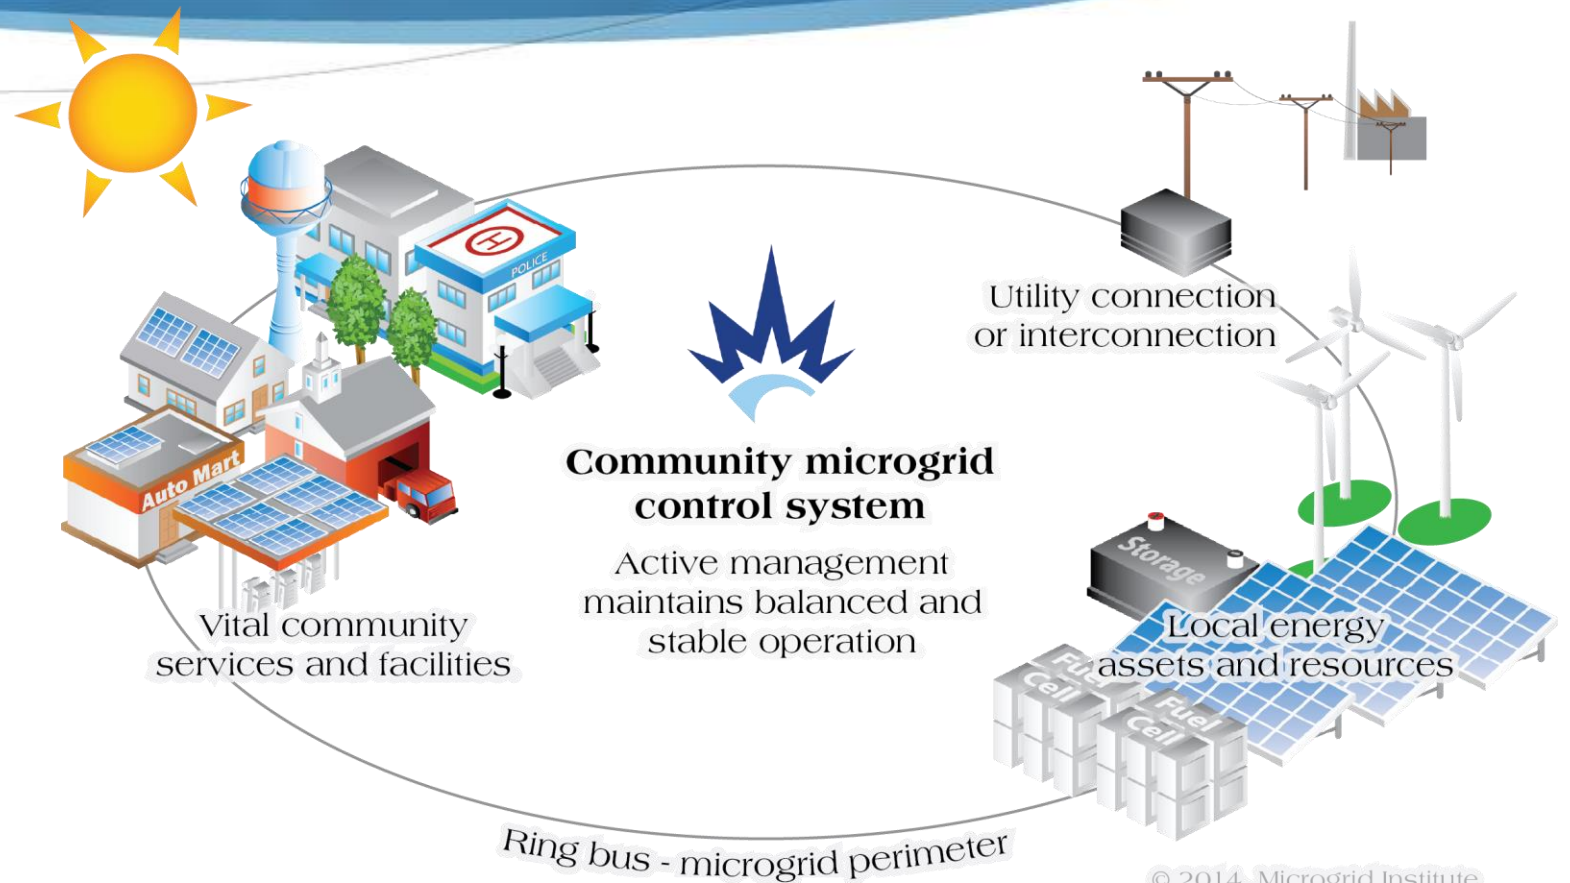 H
POLICE
Utility connection
or interconnection
Auto Mart
Community microgrid
control system
Active management
maintains balanced and
stable operation
Storage
Vital community
services and facilities
Local energy
assets and resources
Fuel
Cell
Fuel
Cell
Ring bus - microgrid perimeter
© 2014 Microgrid Institute